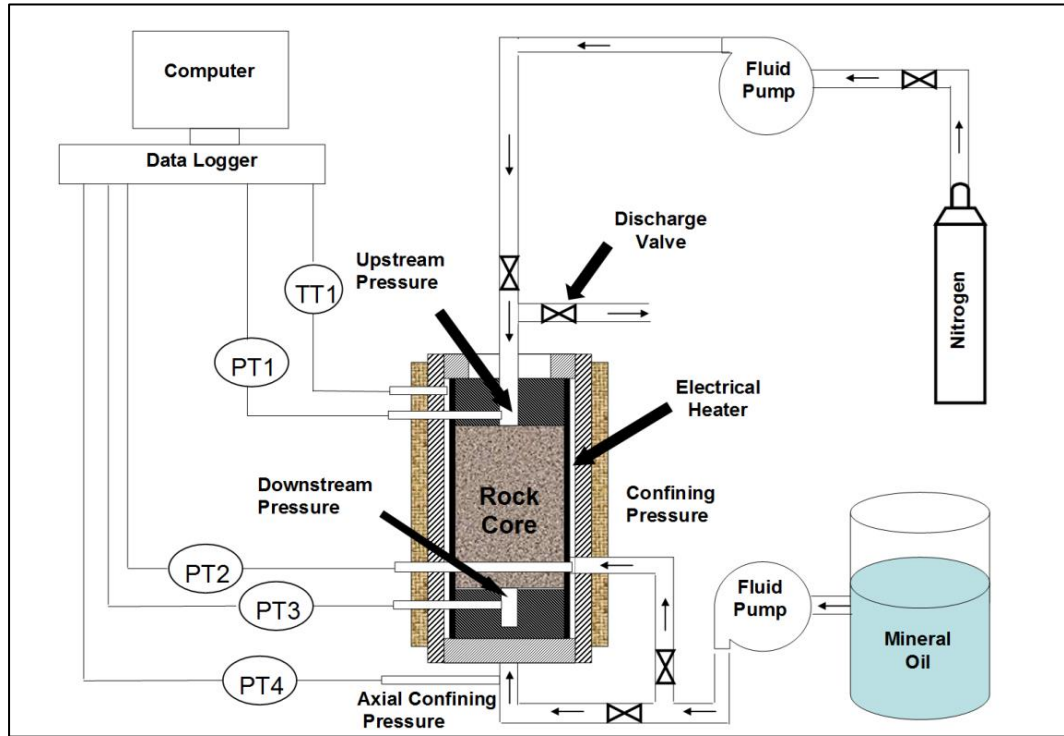 Computer
Data Logger
Fluid
Pump
Nitrogen
Discharge
Valve
Upstream
Pressure
TT1
PT1
Electrical
Heater
Downstream
Pressure
Rock
Core
Confining
Pressure
PT2
PT3
Fluid
Pump
Mineral
Oil
PT4
Axial Confining
Pressure